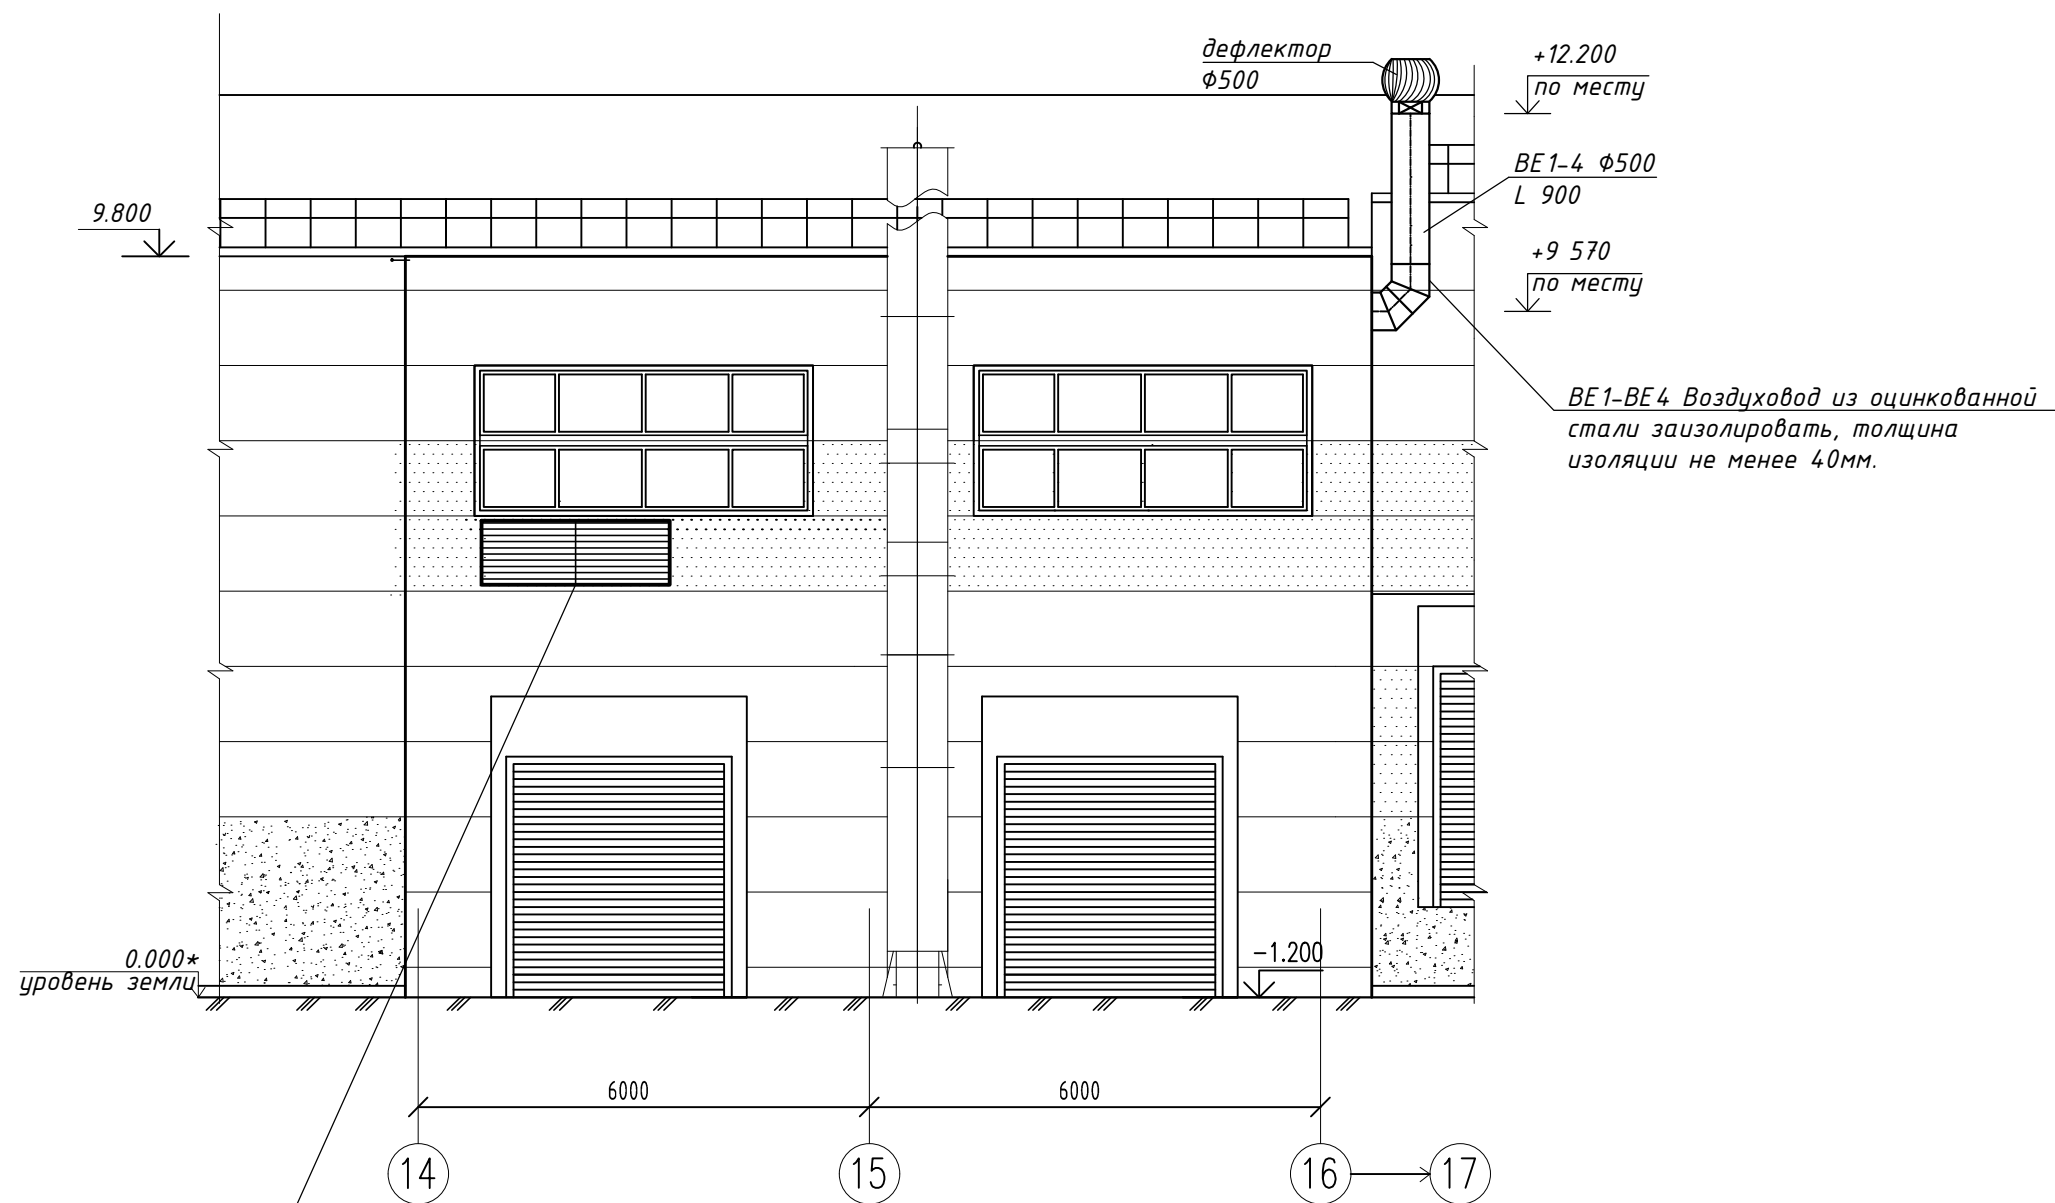 дефлектор
Ф500
+12.200
по месту
ВЕ1-4 Ф500
L 900
9.800
+9 570
по месту
ВЕ1-ВЕ4 Воздуховод из оцинкованной
стали заизолировать, толщина
изоляции не менее 40мм.
0.000*
уровень земли
-1.200
6000 6000
14 15 16 17